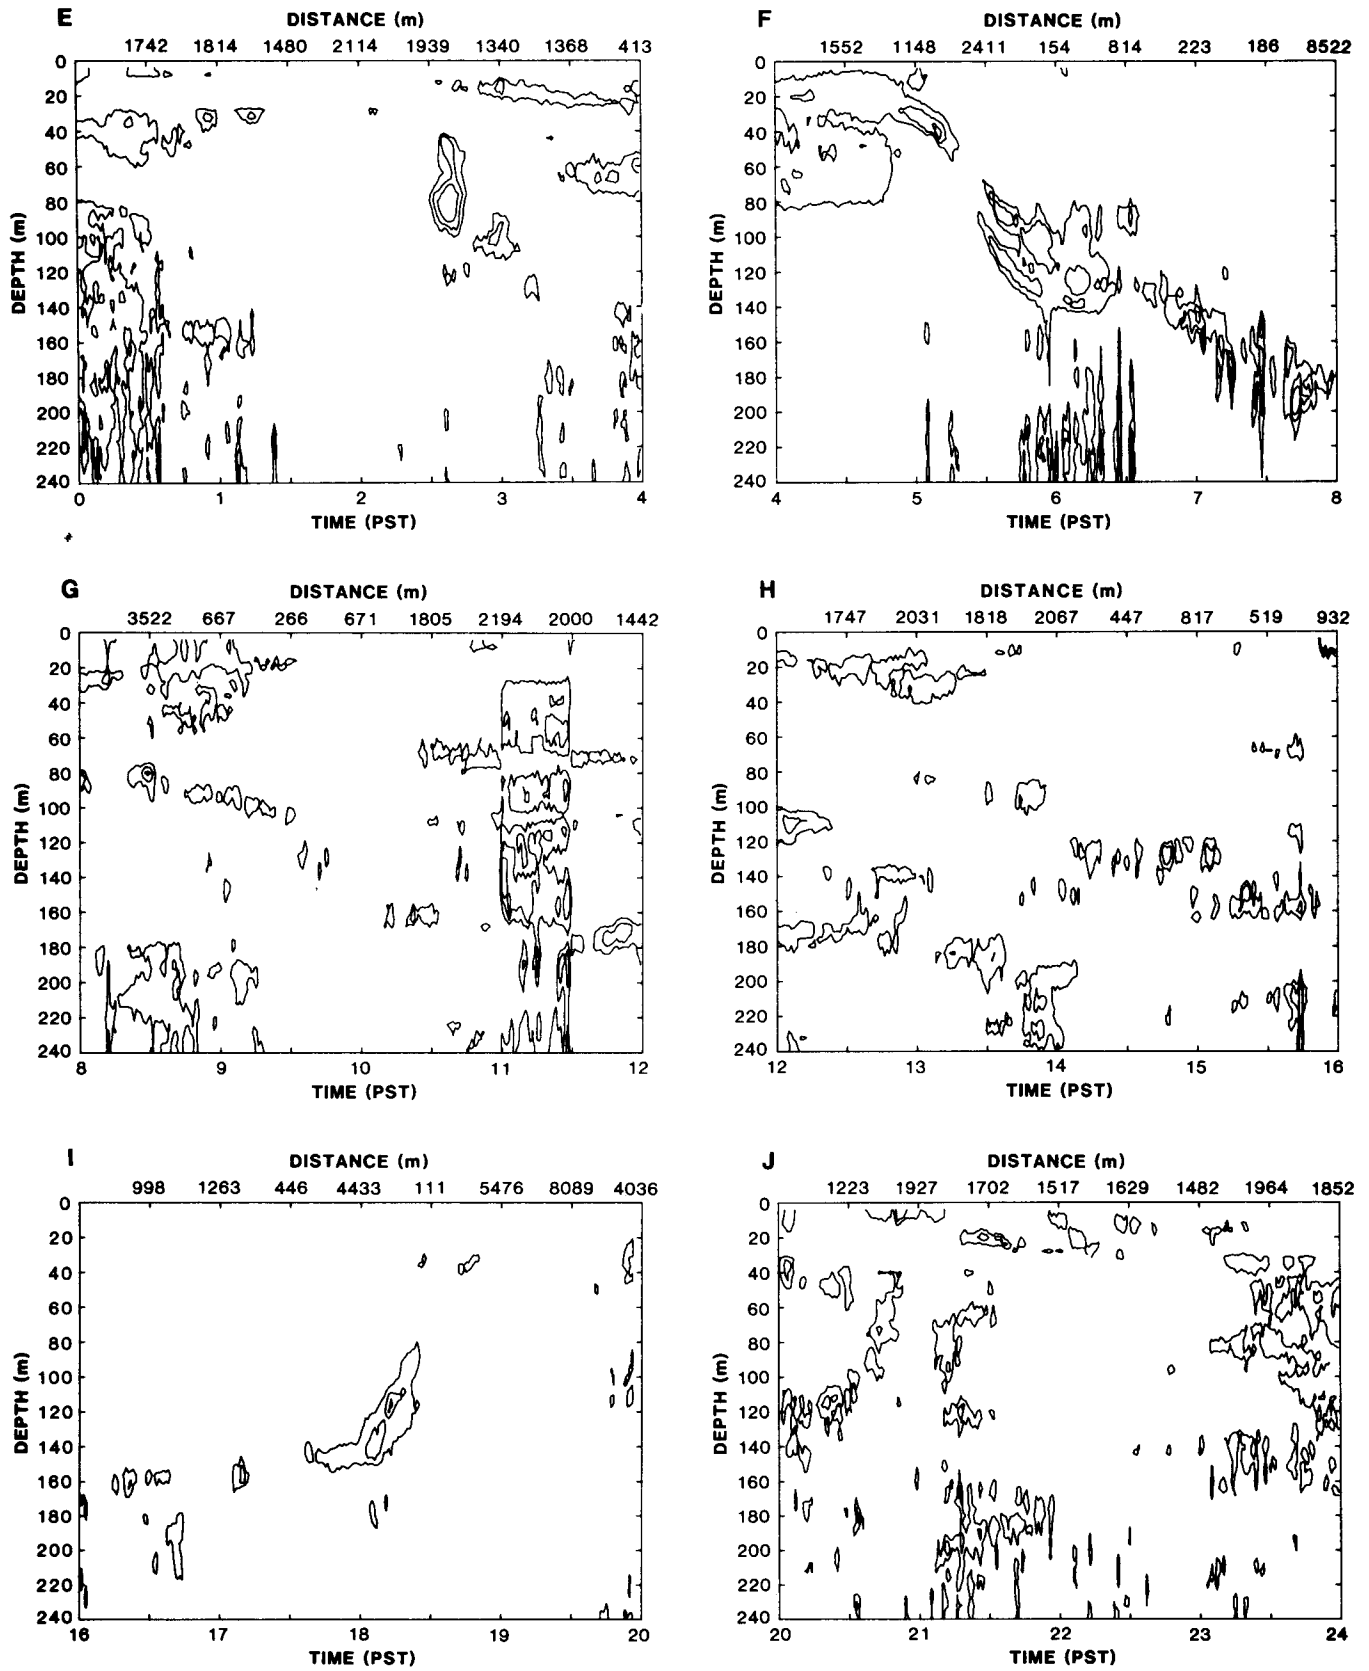 E
DISTANCE (m)
1742 1814 1480 2114 1939 1340 1368 413
0
20
40
60
80
100
120
140
160
180
200
220
240
DEPTH (m)
0 1 2 3 4
TIME (PST)
F
DISTANCE (m)
1552 1148 2411 154 814 223 186 8522
0
20
40
60
80
100
120
140
160
180
200
220
240
DEPTH (m)
4 5 6 7 8
TIME (PST)
G
DISTANCE (m)
3522 667 266 671 1805 2194 2000 1442
0
20
40
60
80
100
120
140
160
180
200
220
240
DEPTH (m)
8 9 10 11 12
TIME (PST)
H
DISTANCE (m)
1747 2031 1818 2067 447 817 519 932
0
20
40
60
80
100
120
140
160
180
200
220
240
DEPTH (m)
12 13 14 15 16
TIME (PST)
I
DISTANCE (m)
998 1263 446 4433 111 5476 8089 4036
0
20
40
60
80
100
120
140
160
180
200
220
240
DEPTH (m)
16 17 18 19 20
TIME (PST)
J
DISTANCE (m)
1223 1927 1702 1517 1629 1482 1964 1852
0
20
40
60
80
100
120
140
160
180
200
220
240
DEPTH (m)
20 21 22 23 24
TIME (PST)